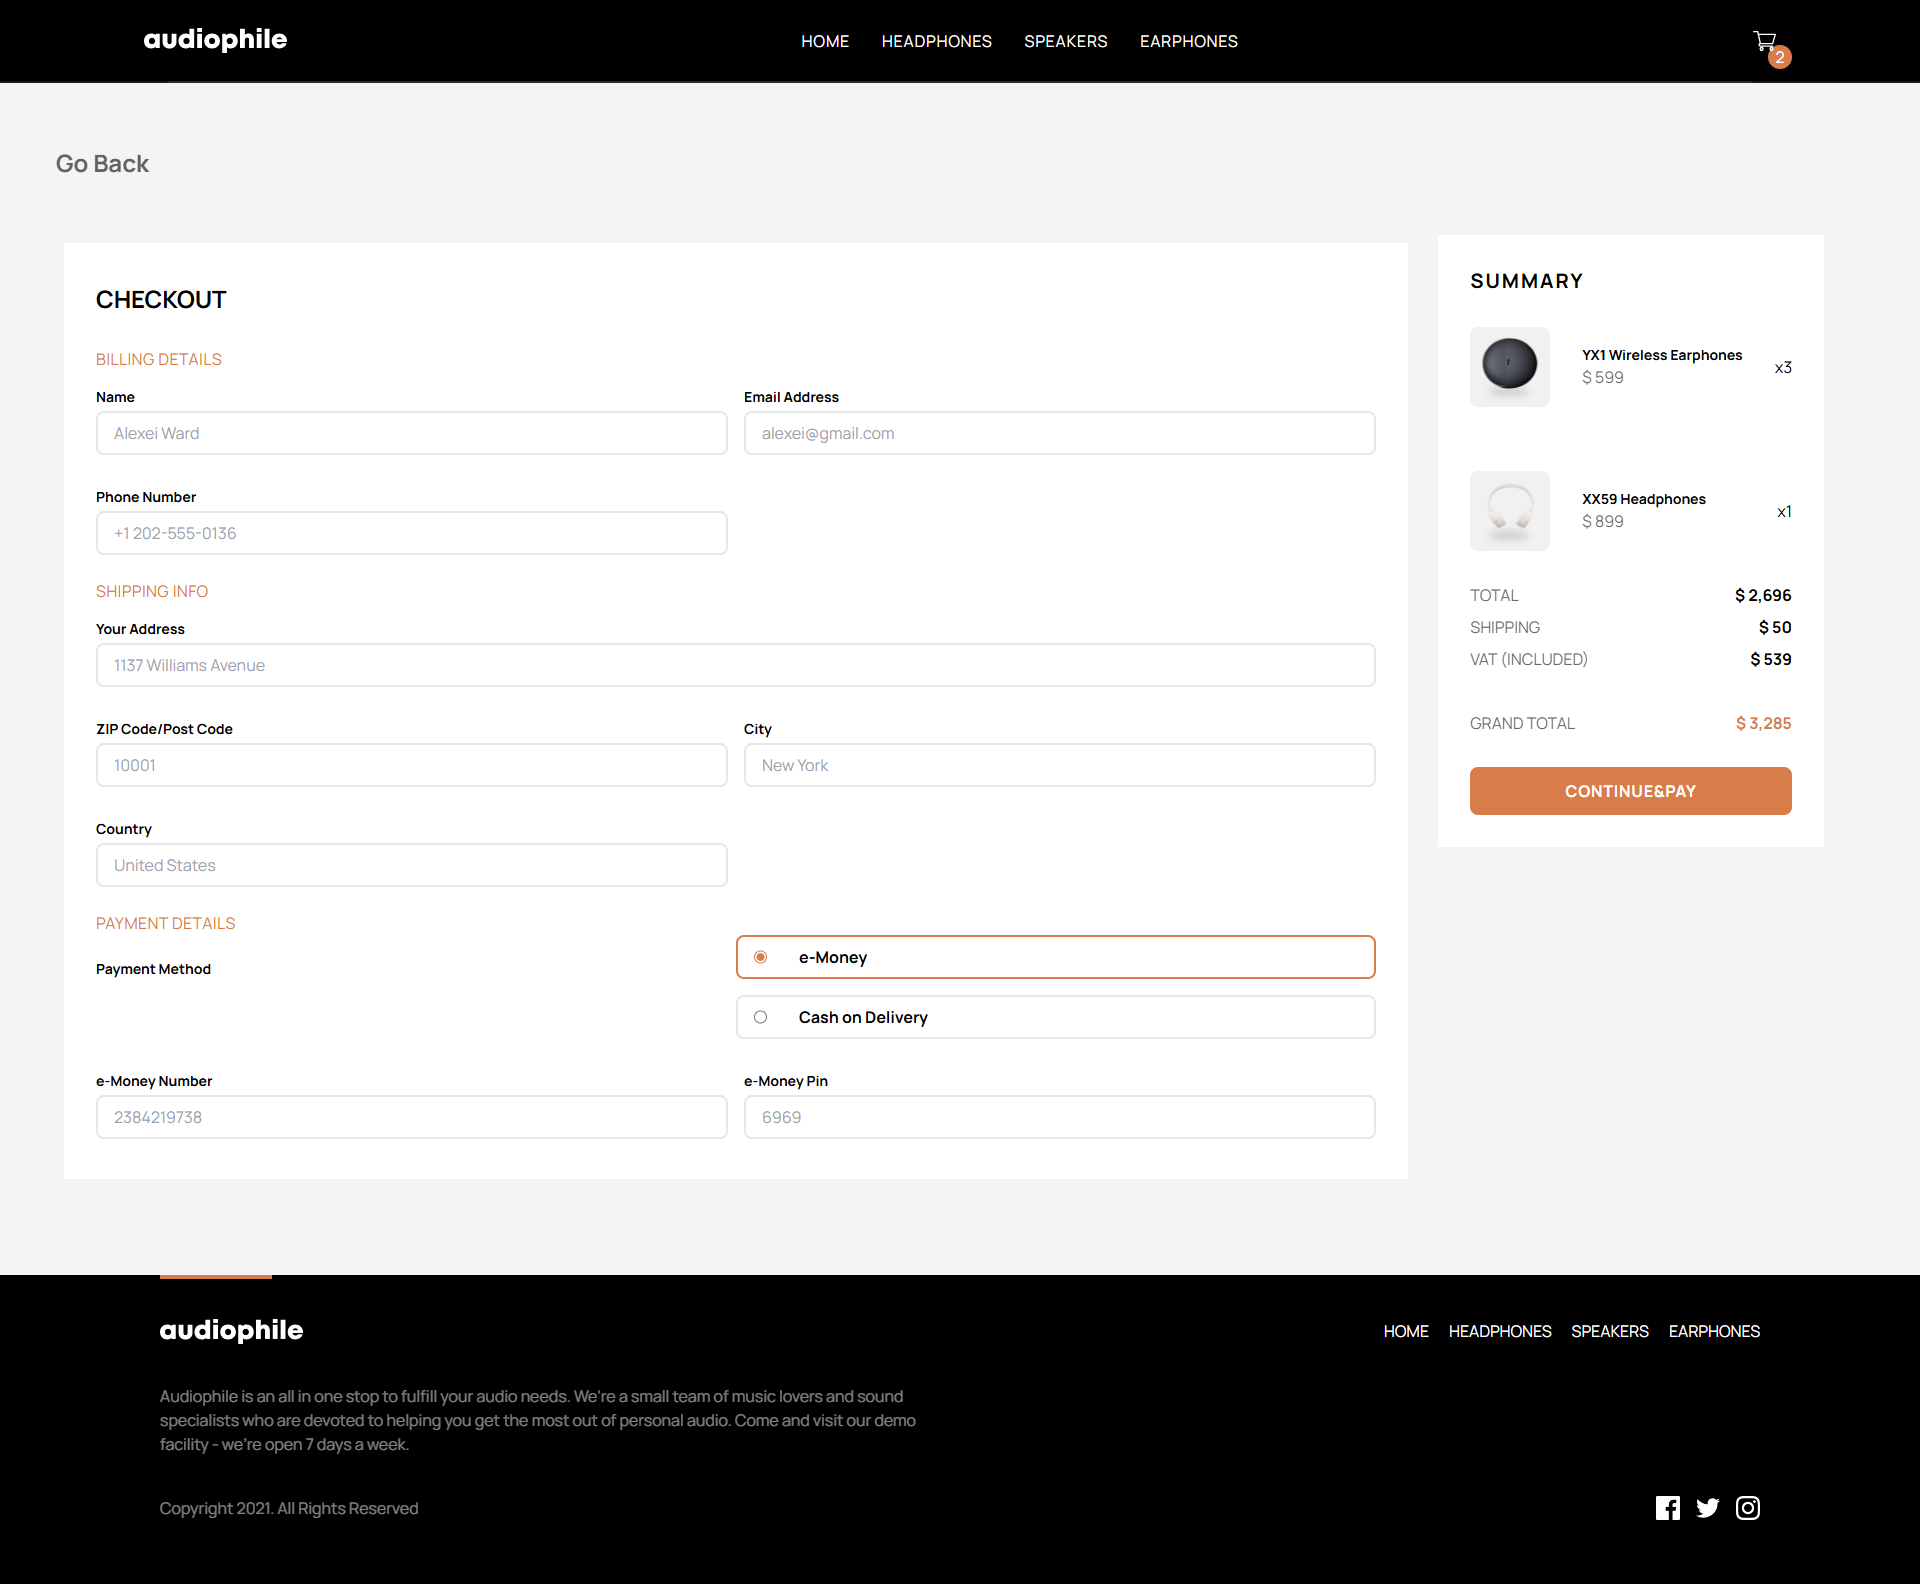 audiophile
HOME HEADPHONES SPEAKERS EARPHONES
2
Go Back
CHECKOUT
BILLING DETAILS
Name
Alexei Ward
Email Address
alexei@gmail.com
Phone Number
+1 202-555-0136
SHIPPING INFO
Your Address
1137 Williams Avenue
ZIP Code/Post Code
10001
City
New York
Country
United States
PAYMENT DETAILS
Payment Method
e-Money
Cash on Delivery
e-Money Number
2384219738
e-Money Pin
6969
SUMMARY
YX1 Wireless Earphones
$ 599
x3
XX59 Headphones
$ 899
x1
TOTAL $ 2,696
SHIPPING $ 50
VAT (INCLUDED) $ 539
GRAND TOTAL $ 3,285
CONTINUE&PAY
audiophile
HOME HEADPHONES SPEAKERS EARPHONES
Audiophile is an all in one stop to fulfill your audio needs. We're a small team of music lovers and sound
specialists who are devoted to helping you get the most out of personal audio. Come and visit our demo
facility - we're open 7 days a week.
Copyright 2021. All Rights Reserved